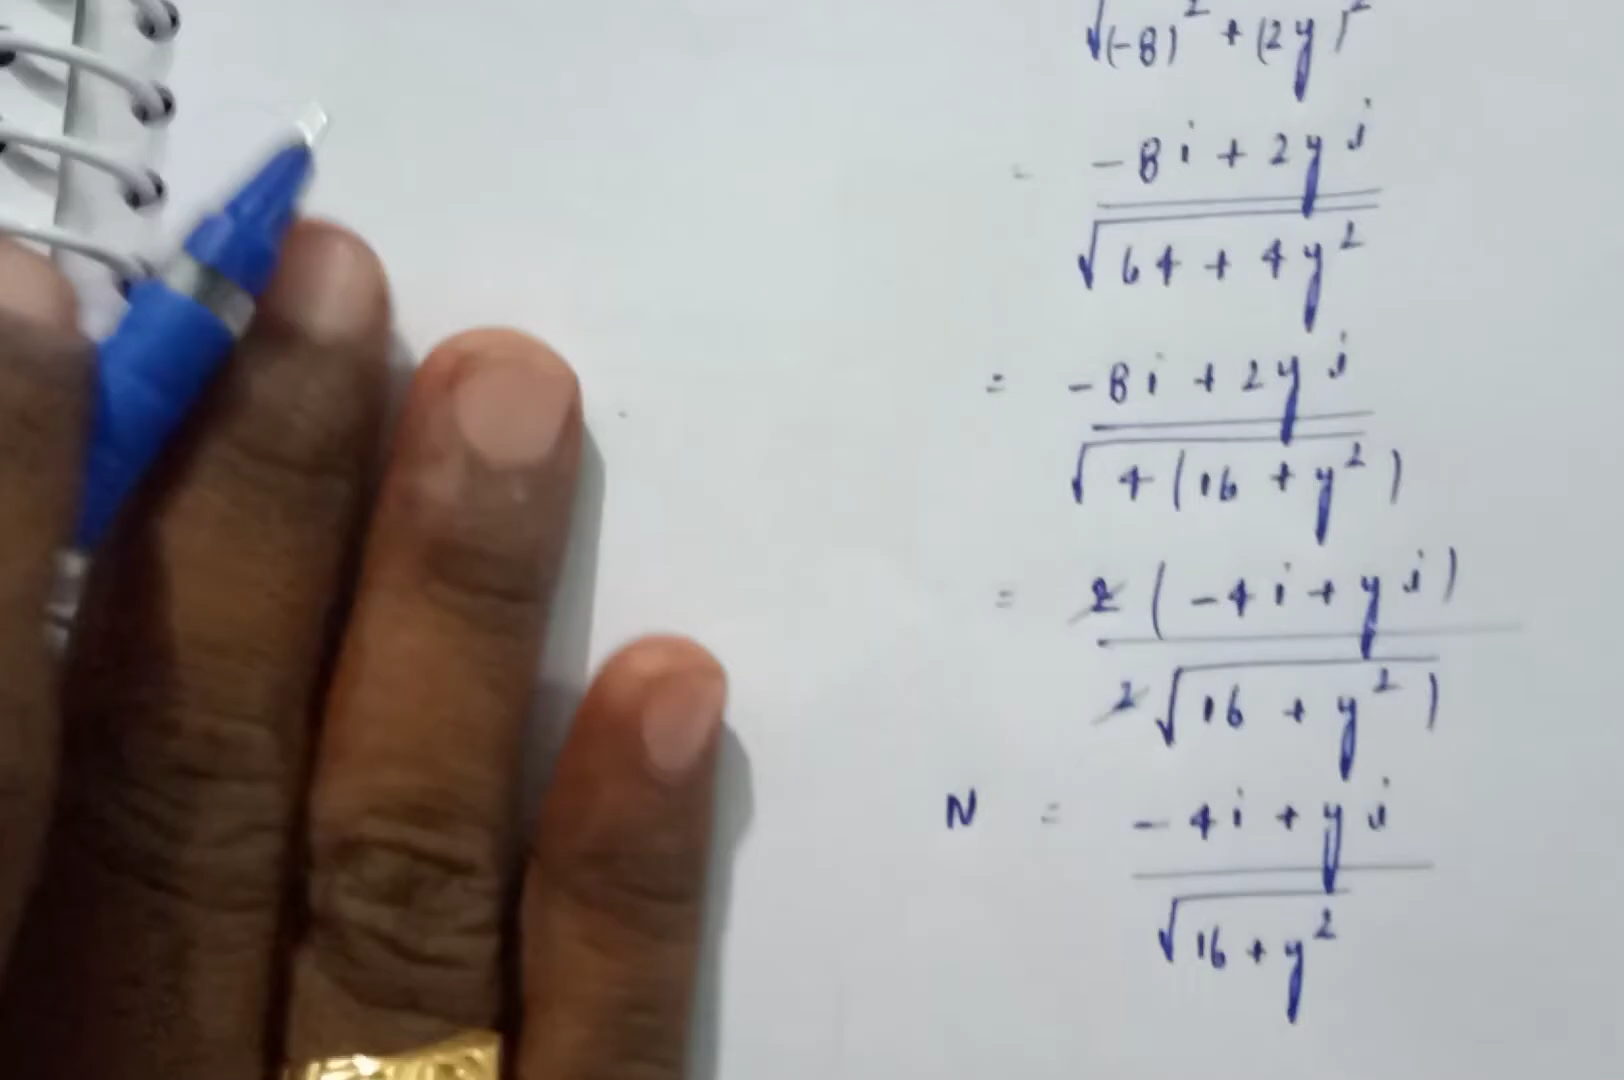 √(-8)² + (2y)²
- -8i + 2yj
√64 + 4y²
= -8i + 2yj
√4(16 + y²)
= 2(-4i + yj)
2√16 + y²)
N = -4i + yj
√16 + y²